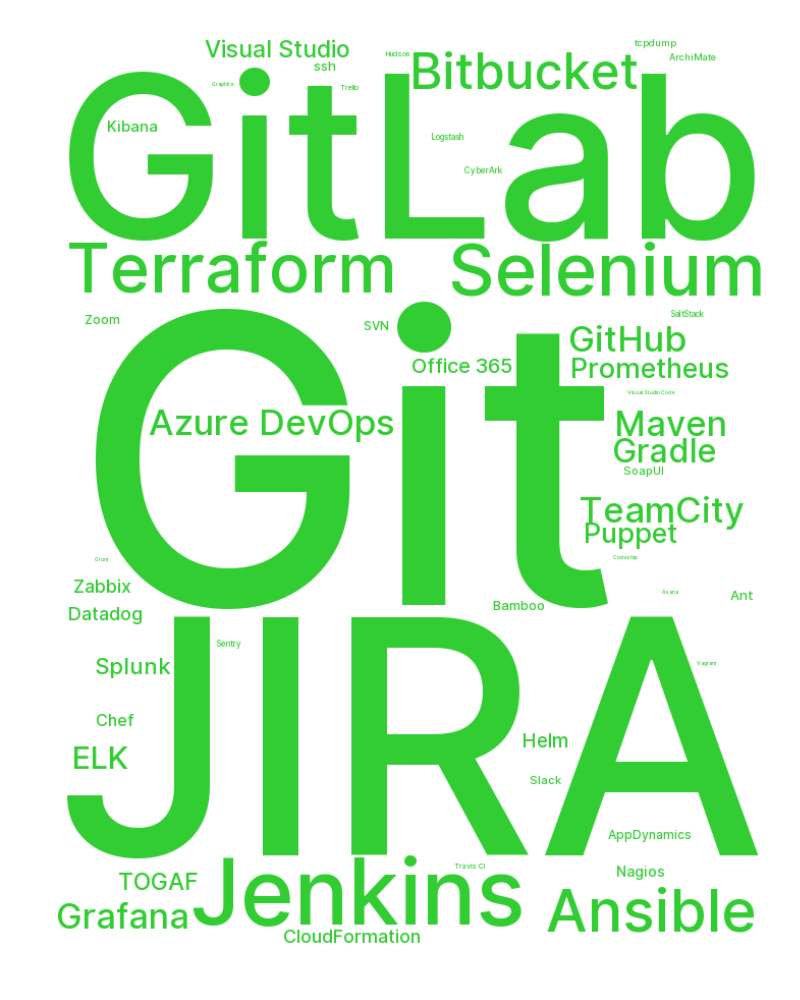 Visual Studio
tcpdump
Hudson
Bitbucket
ArchiMate
ssh
Graphite
Trello
GitLab
Kibana
Logstash
CyberArk
Terraform
Selenium
Zoom
SVN
SaltStack
GitHub
Office 365
Prometheus
Git
Visual Studio Code
Azure DevOps
Maven
Gradle
SoapUI
TeamCity
Puppet
Codeship
Grunt
Zabbix
Asana
Ant
Bamboo
Datadog
JIRA
Sentry
Splunk
Vagrant
Chef
Helm
ELK
Slack
AppDynamics
Travis CI
Nagios
TOGAF
Jenkins
Ansible
Grafana
CloudFormation